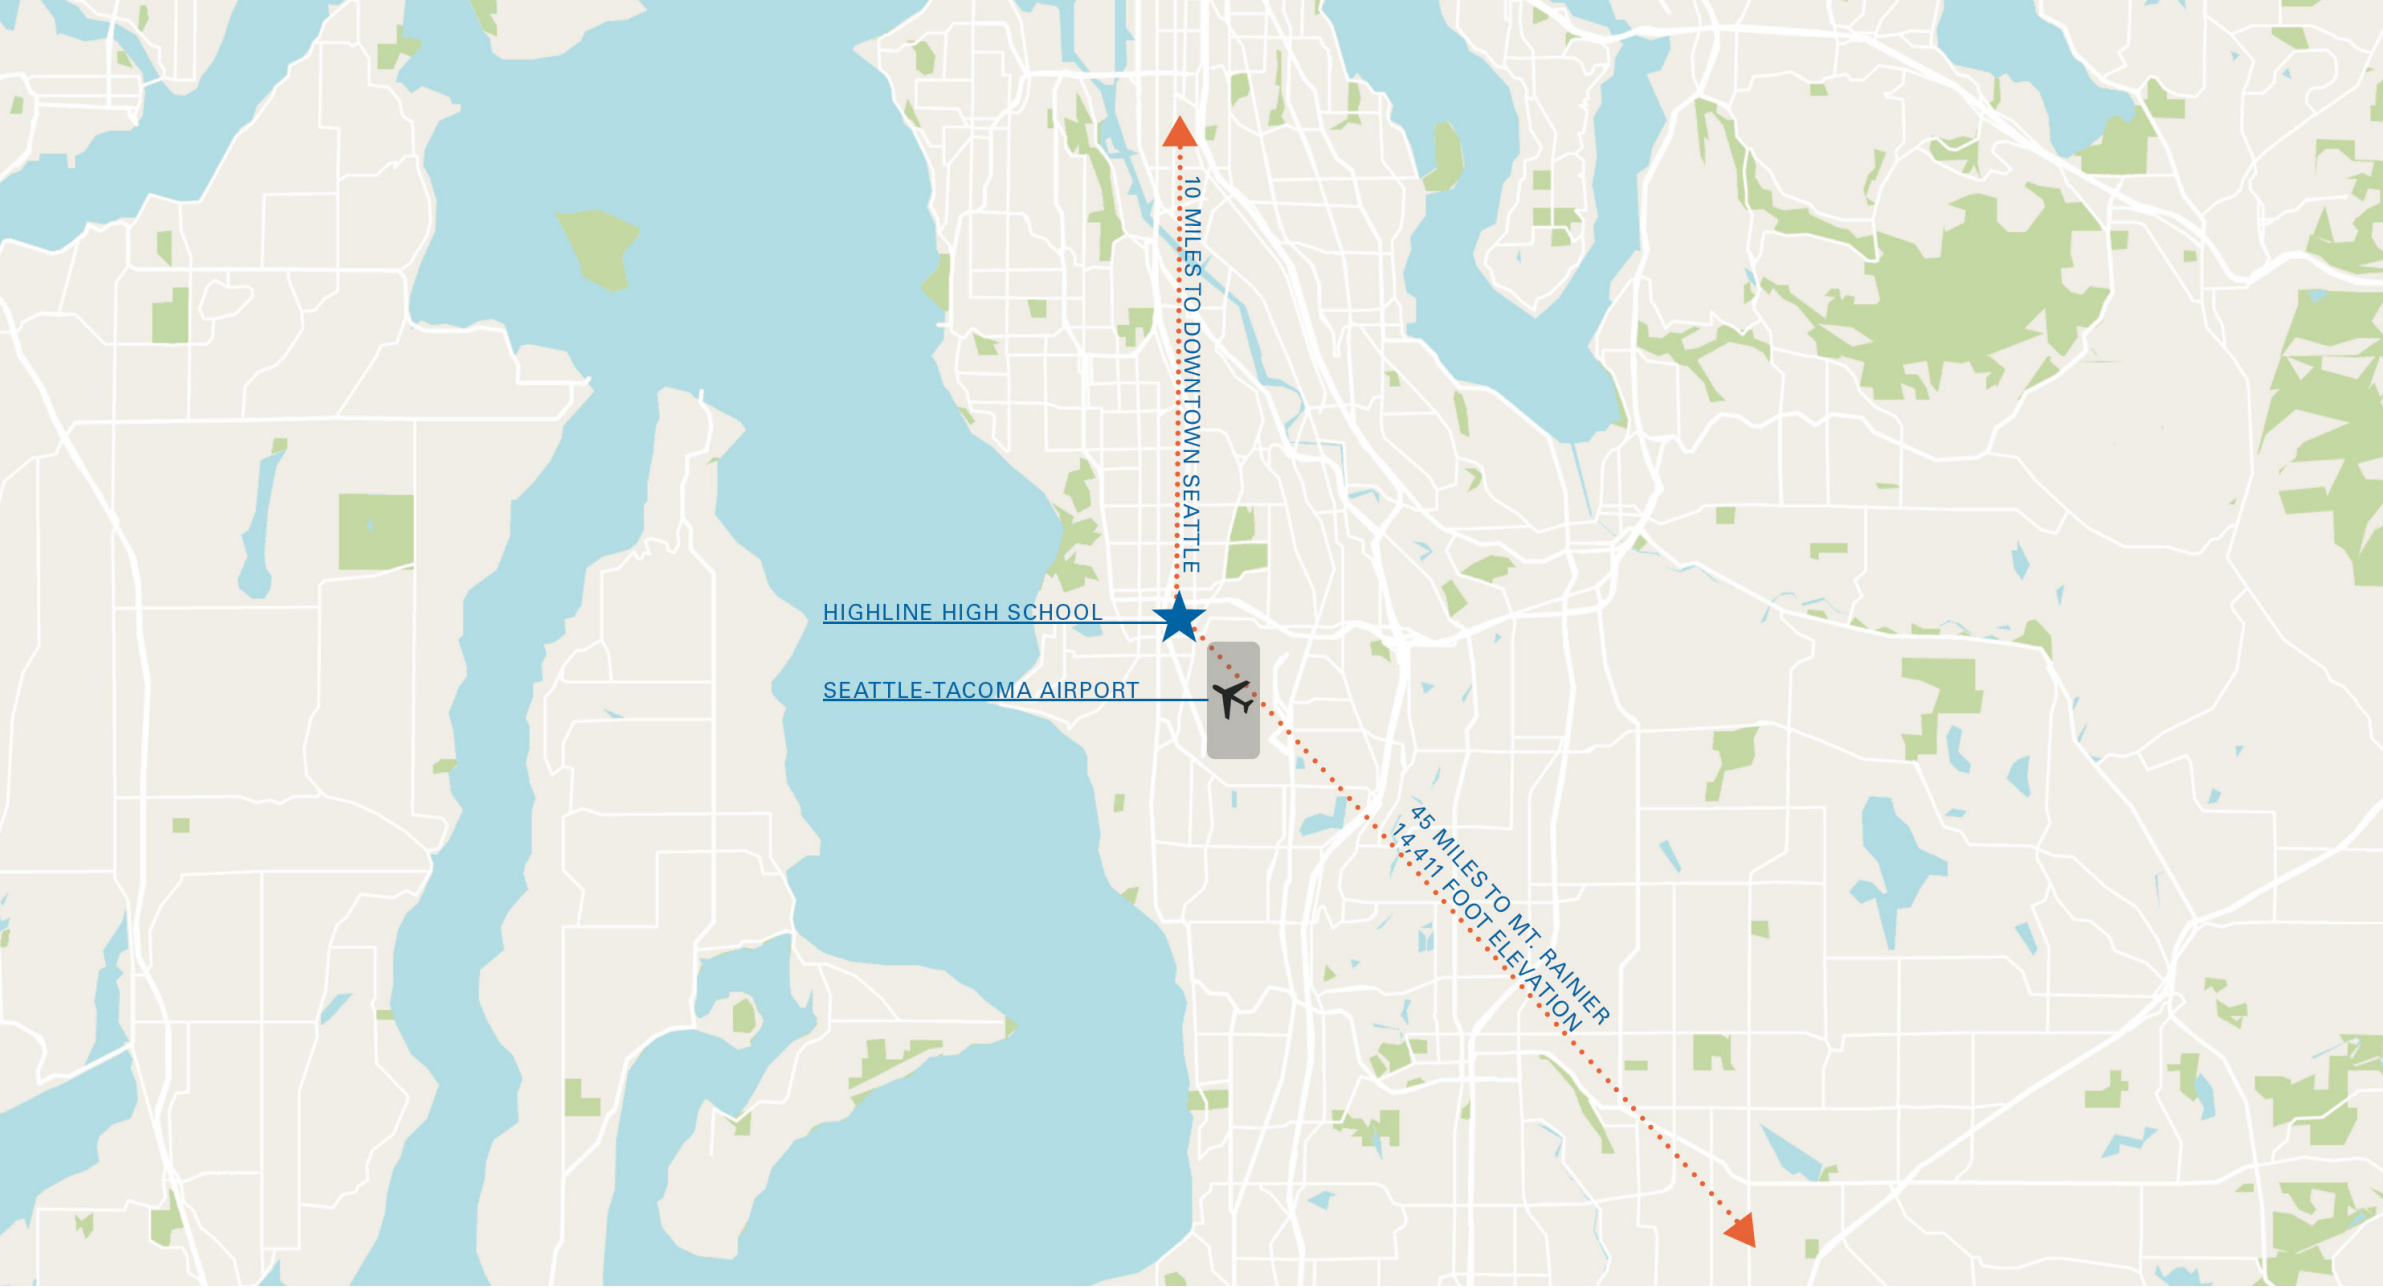 10 MILES TO DOWNTOWN SEATTLE
HIGHLINE HIGH SCHOOL
SEATTLE-TACOMA AIRPORT
45 MILES TO MT. RAINIER
14,411 FOOT ELEVATION